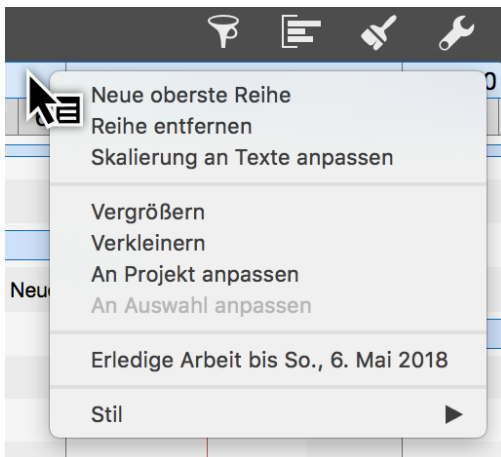 0
Neue oberste Reihe
Reihe entfernen
Skalierung an Texte anpassen
Vergrößern
Verkleinern
An Projekt anpassen
Neu
An Auswahl anpassen
Erledige Arbeit bis So., 6. Mai 2018
Stil